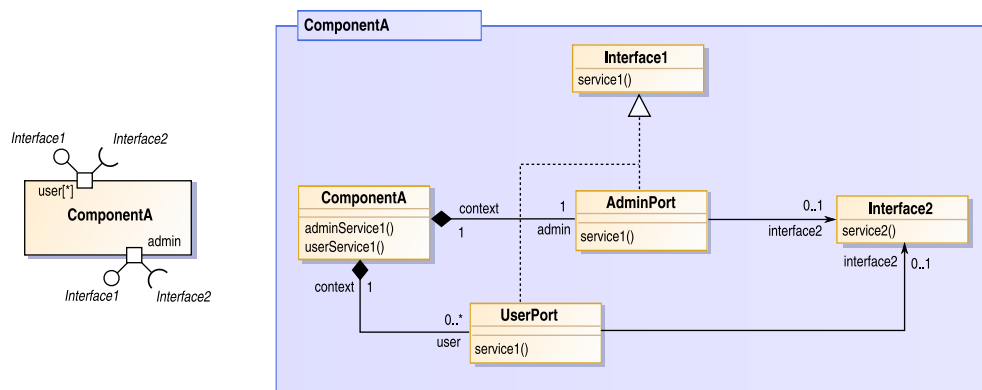 Interface1
Interface2
user[*]
ComponentA
admin
Interface1
Interface2
ComponentA
Interface1
service1()
ComponentA
adminService1()
userService1()
context
1
1
admin
AdminPort
service1()
0..1
interface2
Interface2
service2()
interface2
0..1
context
1
0..*
user
UserPort
service1()